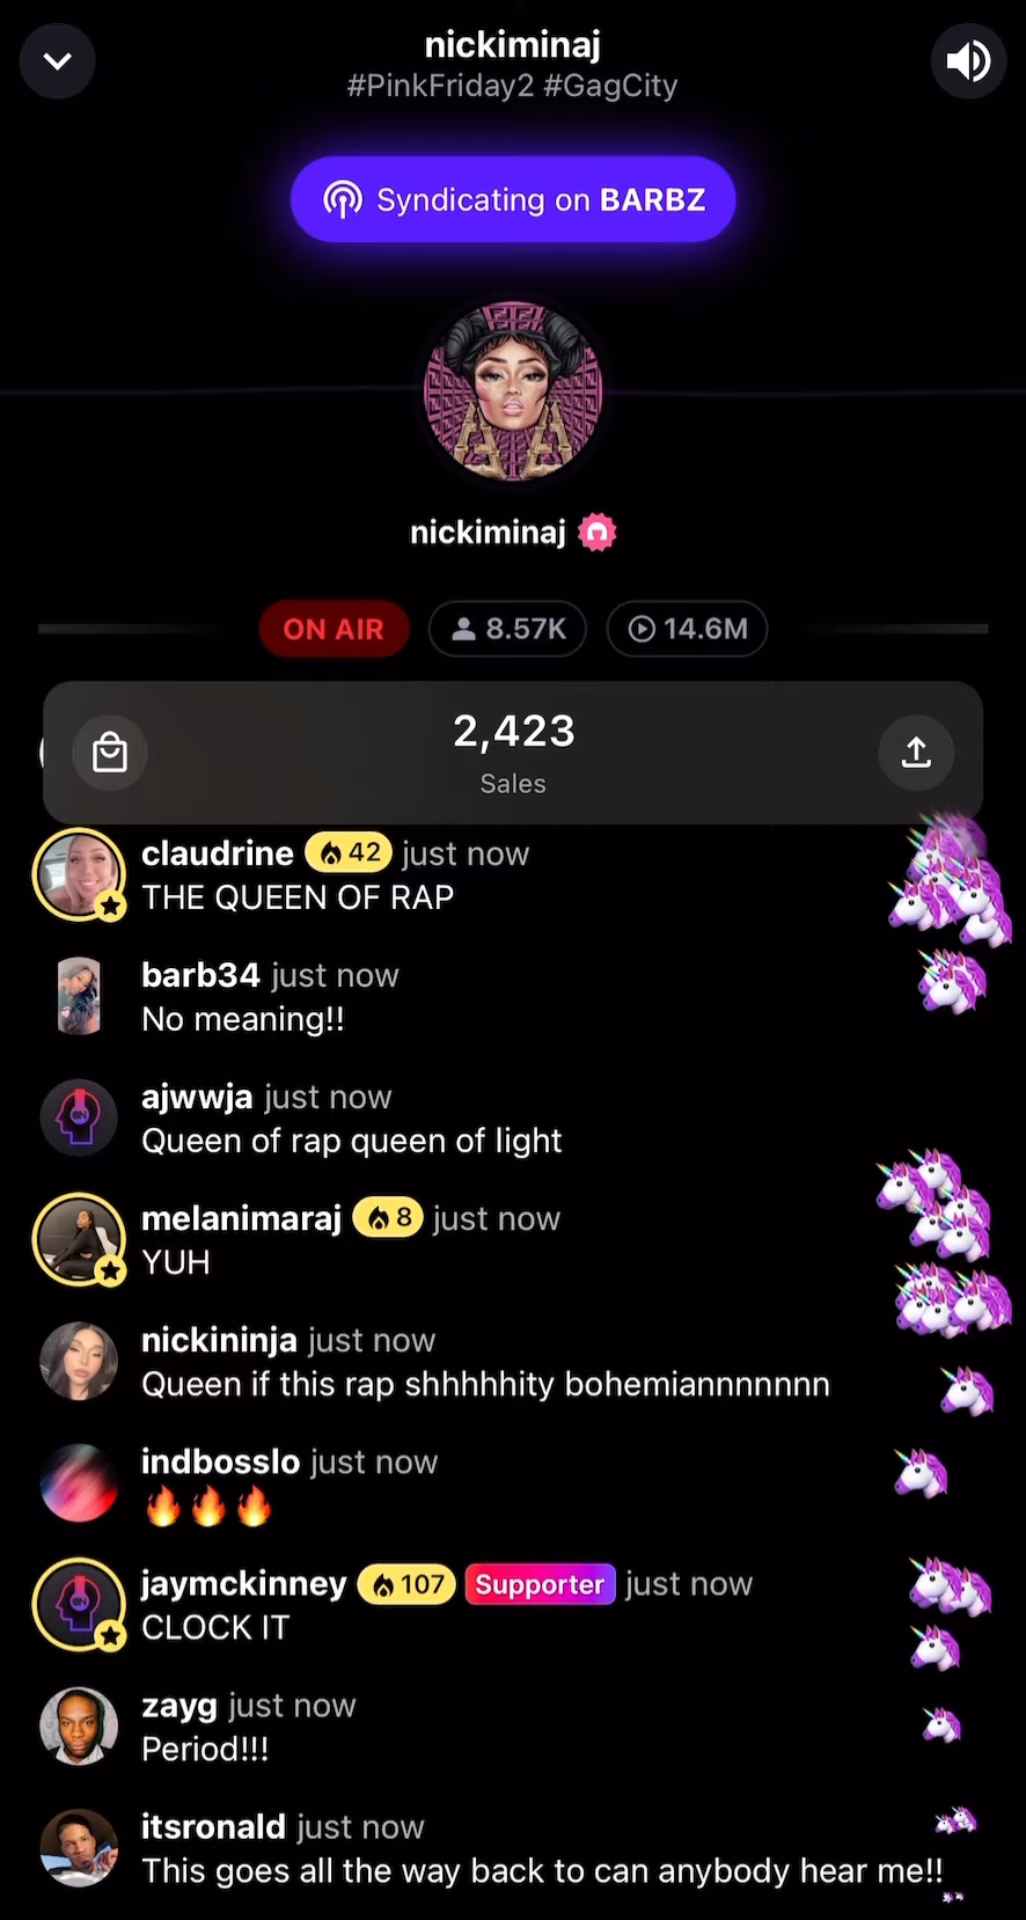 nickiminaj
#PinkFriday2 #GagCity
Syndicating on BARBZ
nickiminaj
ON AIR 8.57K 14.6M
2,423
Sales
claudrine 42 just now
THE QUEEN OF RAP
barb34 just now
No meaning!!
ajwwja just now
Queen of rap queen of light
melanimaraj 8 just now
YUH
nickininja just now
Queen if this rap shhhhhity bohemiannnnnnn
indbosslo just now
🔥🔥🔥
jaymckinney 107 Supporter just now
CLOCK IT
zayg just now
Period!!!
itsronald just now
This goes all the way back to can anybody hear me!!